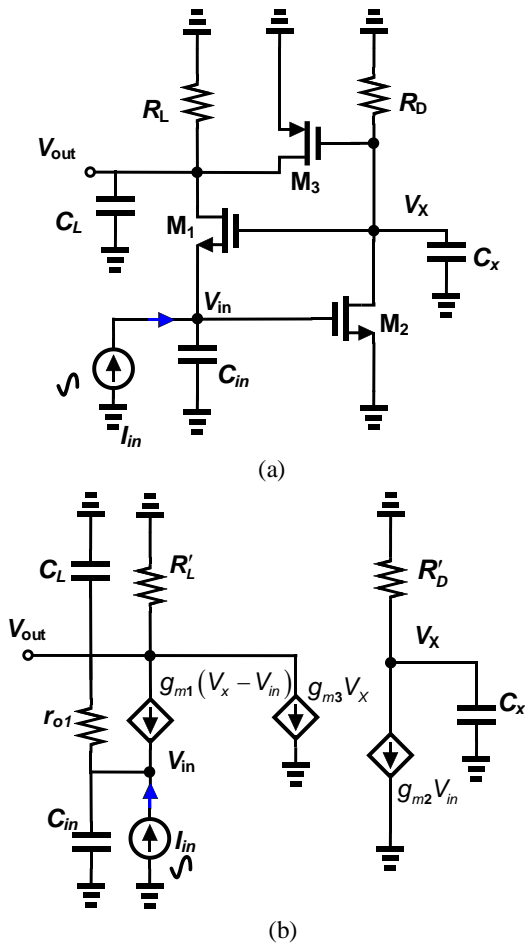 R_L
R_D
V_out
M_3
C_L
M_1
V_X
C_x
V_in
M_2
C_in
I_in
(a)
C_L
R'_L
R'_D
V_out
V_X
g_m1(V_x − V_in)
g_m3V_X
C_x
r_o1
V_in
g_m2V_in
C_in
I_in
(b)